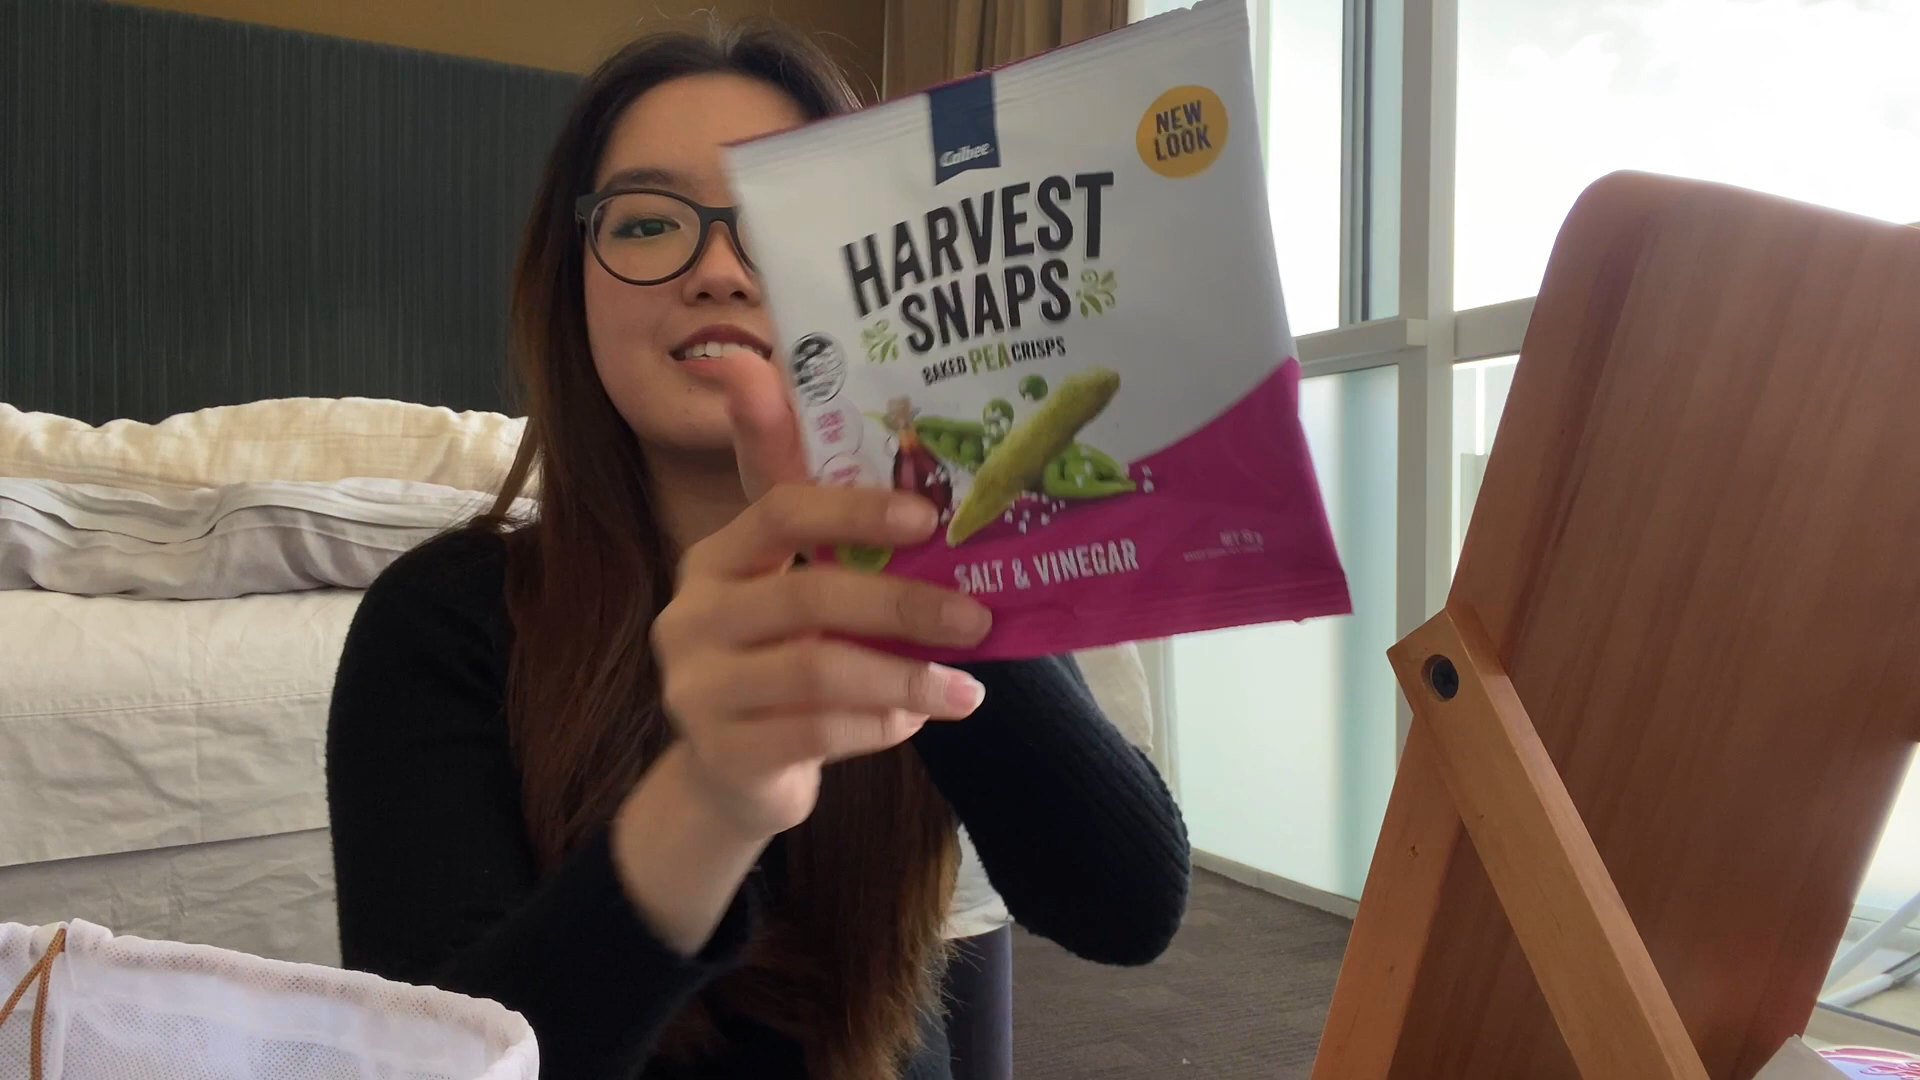 Calbee
NEW
LOOK
HARVEST
SNAPS
BAKED PEA CRISPS
SALT & VINEGAR